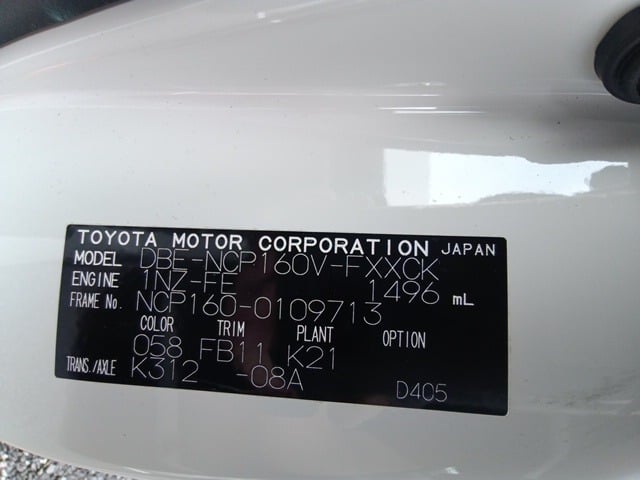 TOYOTA MOTOR CORPORATION JAPAN
MODEL DBE-NCP160V-FXXCK
ENGINE 1NZ-FE 1496 mL
FRAME No. NCP160-0109713
COLOR TRIM PLANT OPTION
058 FB11 K21
TRANS./AXLE K312 -08A
D405